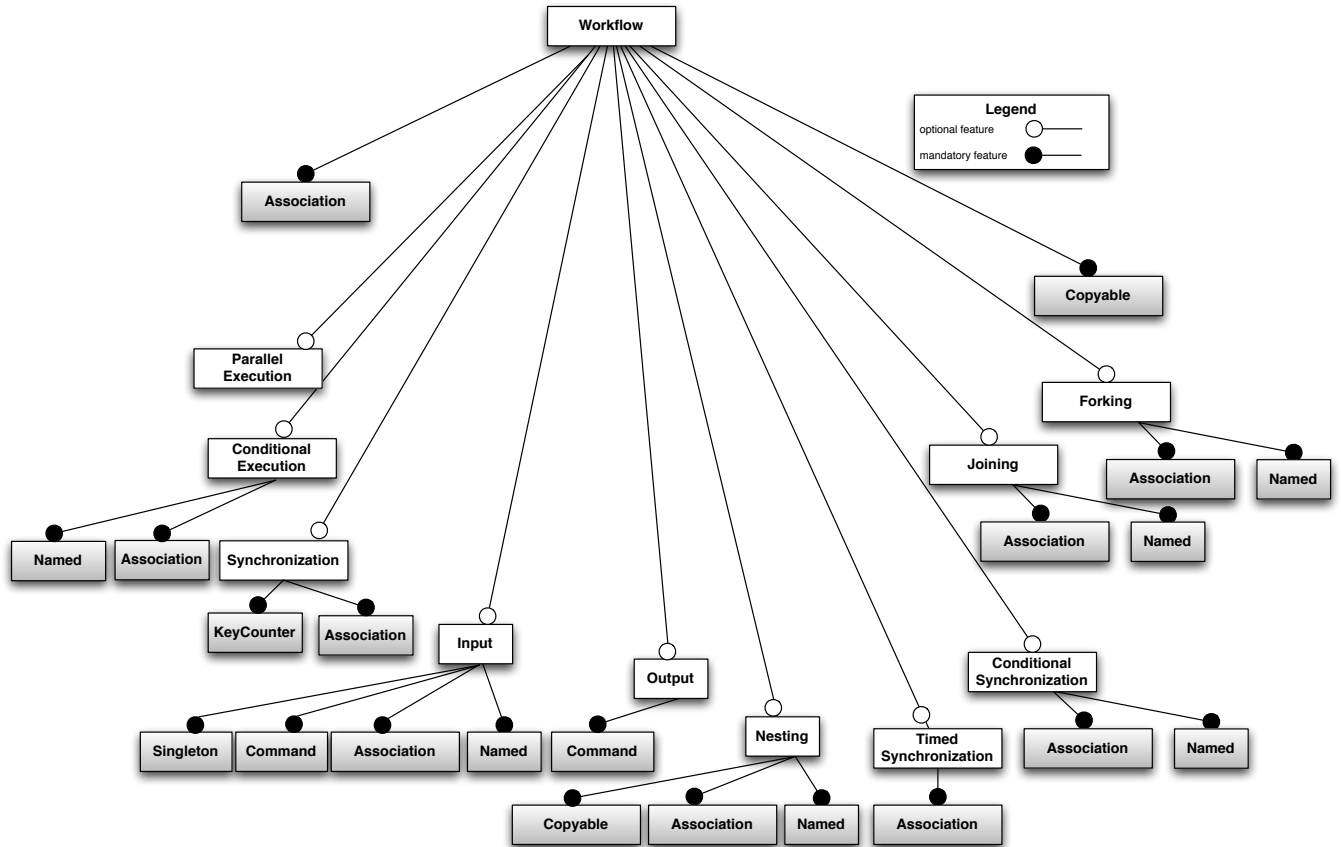 Workflow
Legend
optional feature
mandatory feature
Association
Copyable
Parallel
Execution
Forking
Conditional
Execution
Joining
Association
Named
Named
Association
Synchronization
Association
Named
KeyCounter
Association
Input
Output
Conditional
Synchronization
Singleton
Command
Association
Named
Command
Nesting
Timed
Synchronization
Association
Named
Copyable
Association
Named
Association